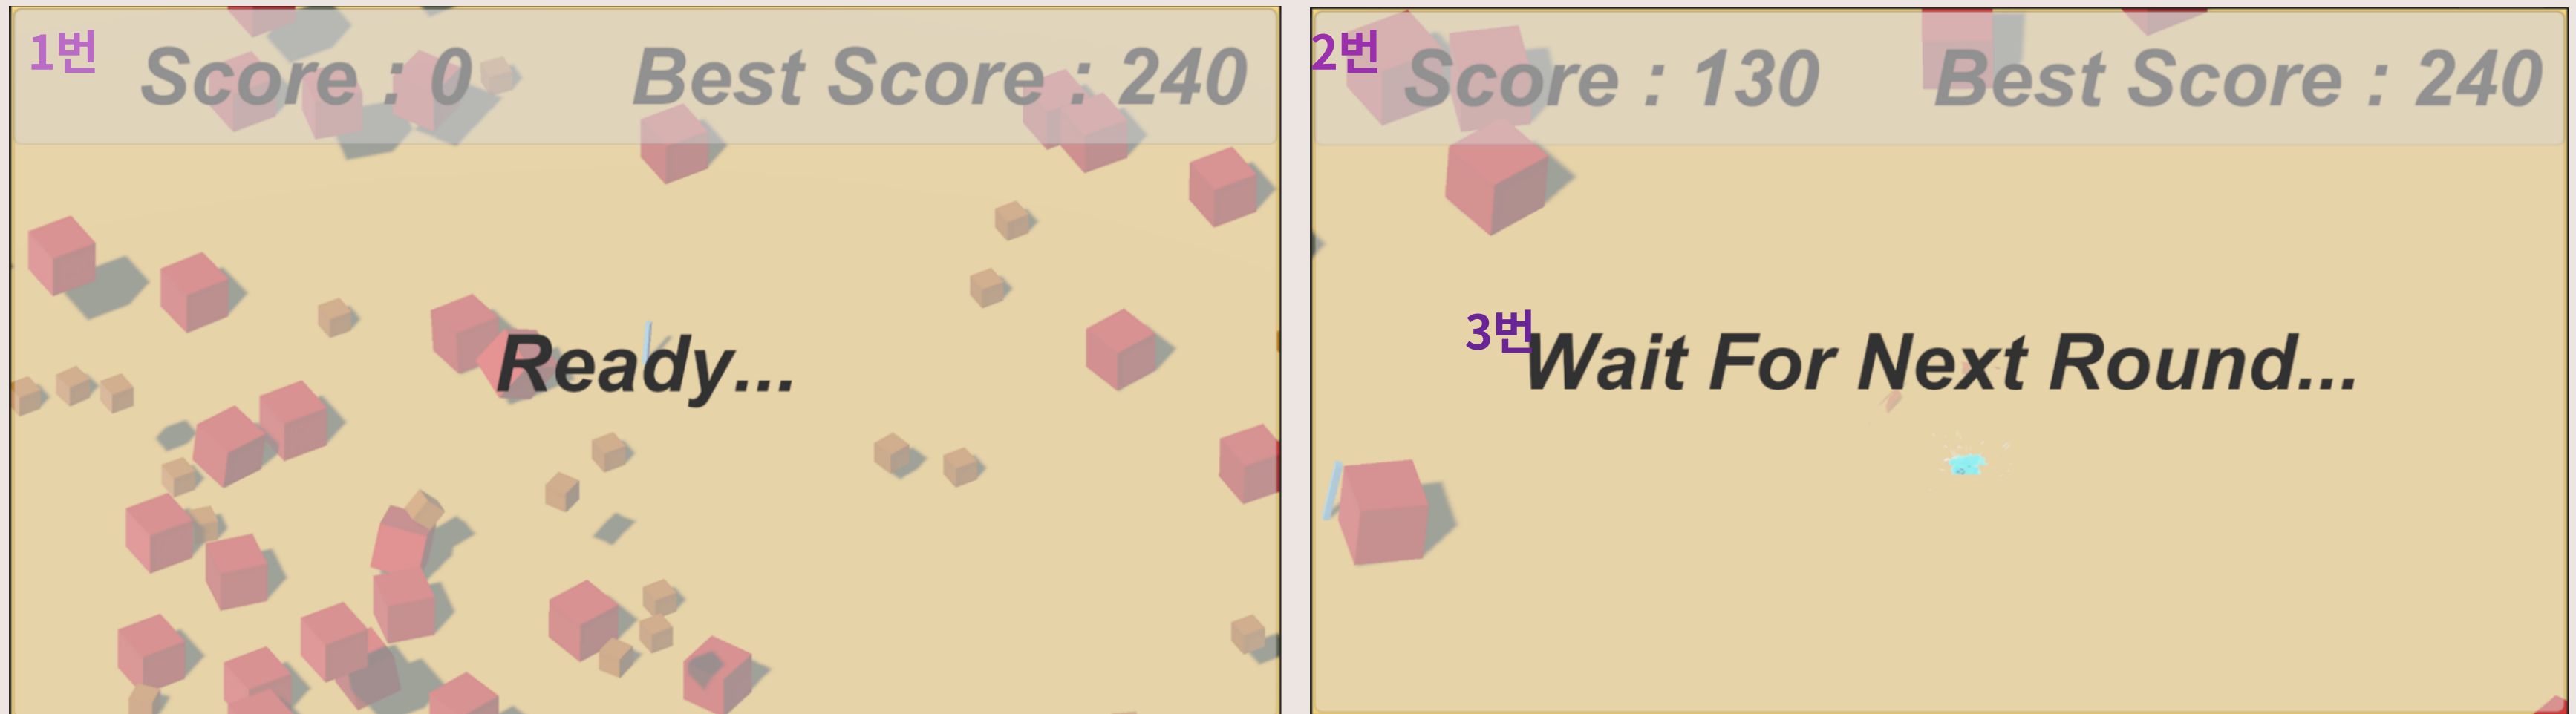 1번
Score : 0 Best Score : 240
Ready...
2번
Score : 130 Best Score : 240
3번
Wait For Next Round...